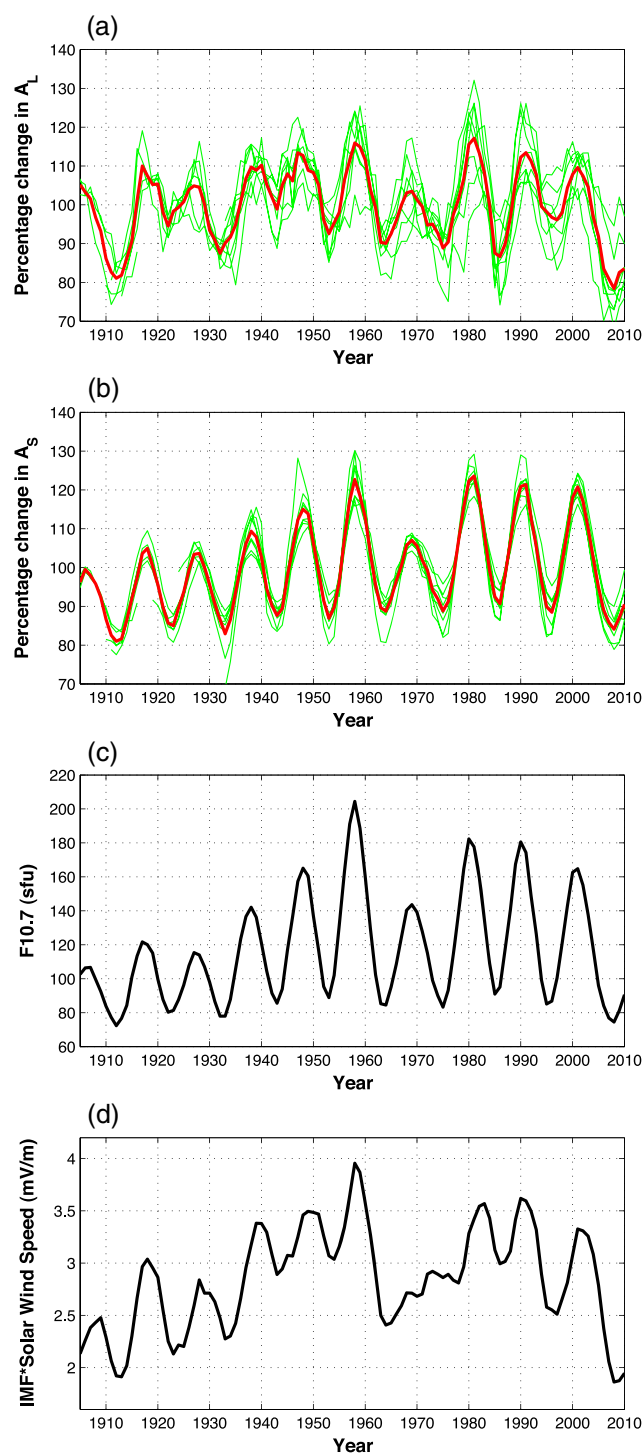 (a)
Percentage change in A_L
140
130
120
110
100
90
80
70
1910 1920 1930 1940 1950 1960 1970 1980 1990 2000 2010
Year
(b)
Percentage change in A_S
140
130
120
110
100
90
80
70
1910 1920 1930 1940 1950 1960 1970 1980 1990 2000 2010
Year
(c)
F10.7 (sfu)
220
200
180
160
140
120
100
80
60
1910 1920 1930 1940 1950 1960 1970 1980 1990 2000 2010
Year
(d)
IMF*Solar Wind Speed (mV/m)
4
3.5
3
2.5
2
1910 1920 1930 1940 1950 1960 1970 1980 1990 2000 2010
Year